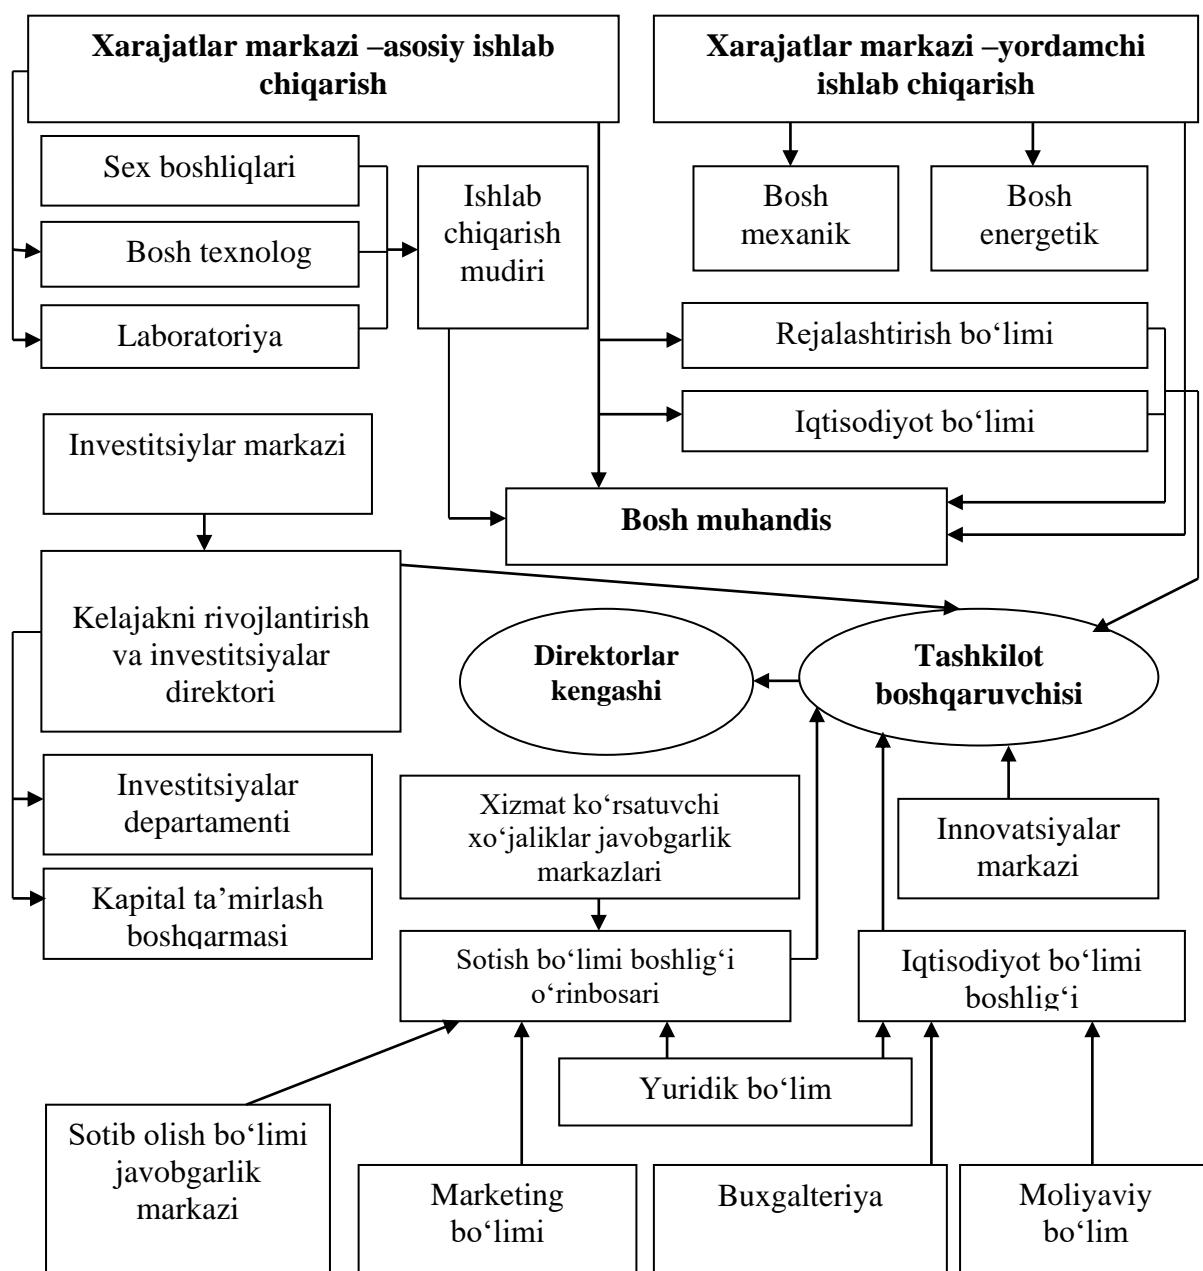 Xarajatlar markazi –asosiy ishlab
chiqarish
Xarajatlar markazi –yordamchi
ishlab chiqarish
Sex boshliqlari
Bosh texnolog
Laboratoriya
Ishlab
chiqarish
mudiri
Bosh
mexanik
Bosh
energetik
Rejalashtirish bo‘limi
Iqtisodiyot bo‘limi
Investitsiylar markazi
Bosh muhandis
Kelajakni rivojlantirish
va investitsiyalar
direktori
Direktorlar
kengashi
Tashkilot
boshqaruvchisi
Investitsiyalar
departamenti
Xizmat ko‘rsatuvchi
xo‘jaliklar javobgarlik
markazlari
Innovatsiyalar
markazi
Kapital ta’mirlash
boshqarmasi
Sotish bo‘limi boshlig‘i
o‘rinbosari
Iqtisodiyot bo‘limi
boshlig‘i
Yuridik bo‘lim
Sotib olish bo‘limi
javobgarlik
markazi
Marketing
bo‘limi
Buxgalteriya
Moliyaviy
bo‘lim